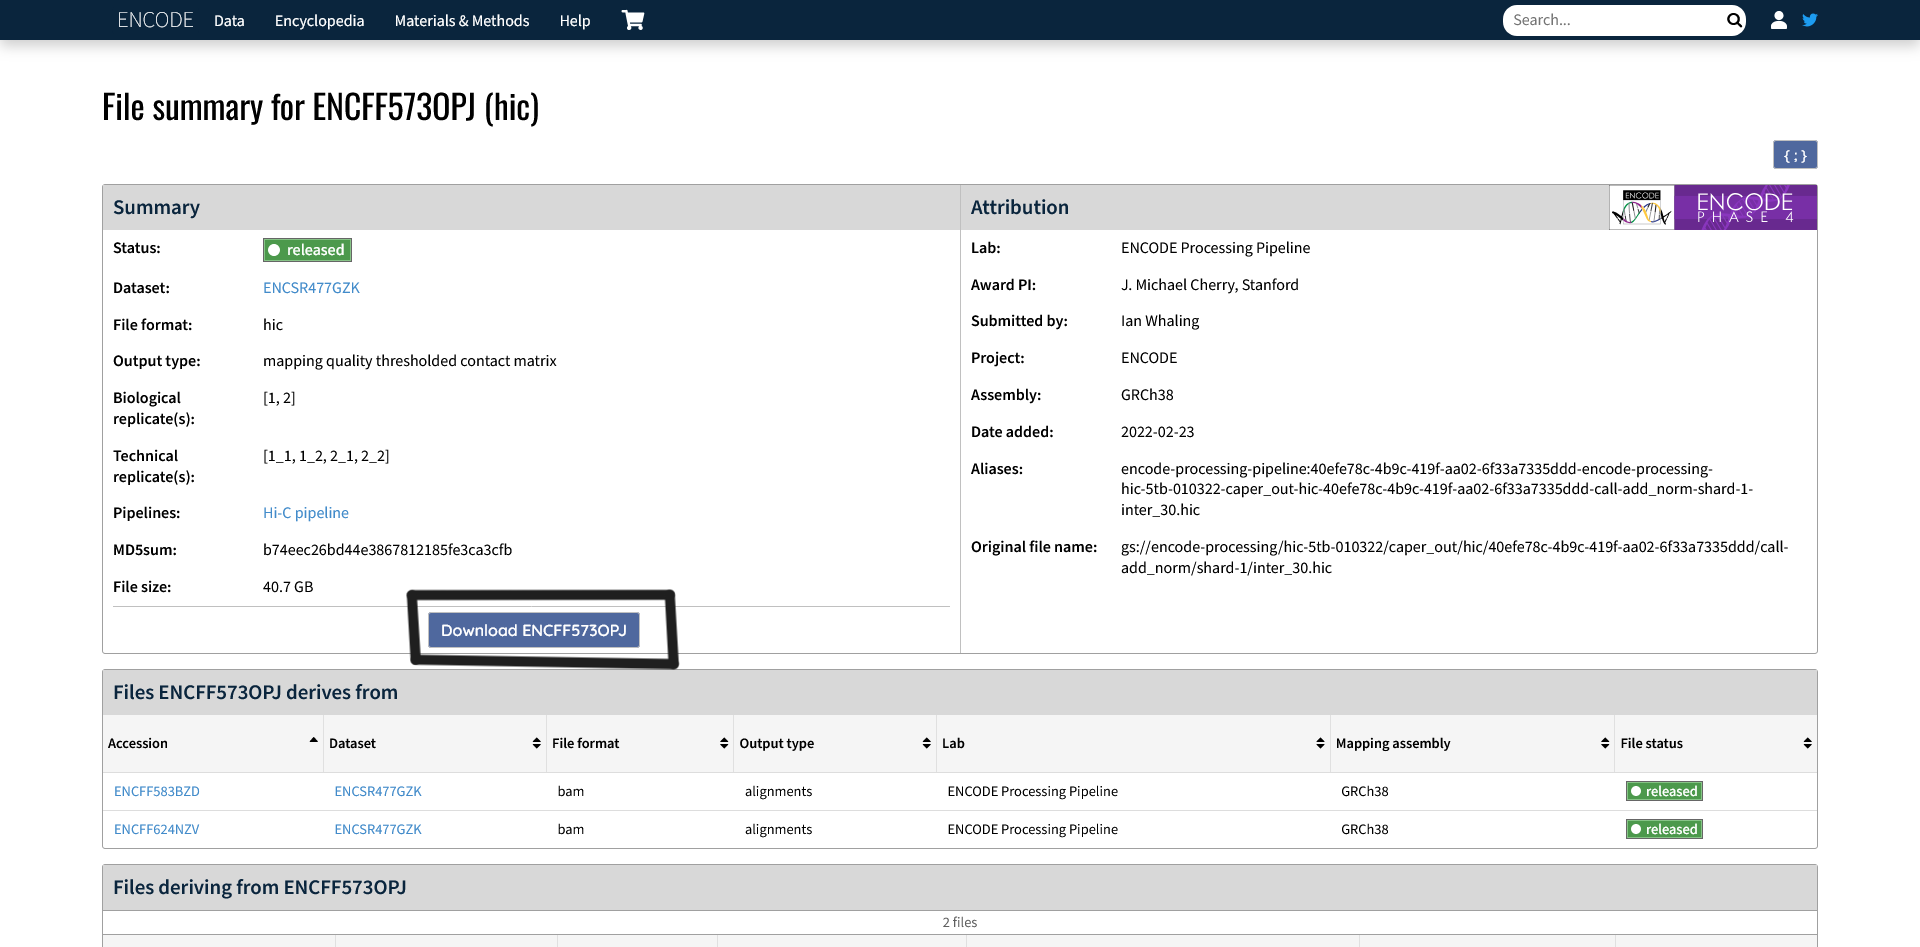 ENCODE Data Encyclopedia Materials & Methods Help Search...
File summary for ENCFF573OPJ (hic)
{ ; }
Summary
Status: released
Dataset: ENCSR477GZK
File format: hic
Output type: mapping quality thresholded contact matrix
Biological replicate(s): [1, 2]
Technical replicate(s): [1_1, 1_2, 2_1, 2_2]
Pipelines: Hi-C pipeline
MD5sum: b74eec26bd44e3867812185fe3ca3cfb
File size: 40.7 GB
Download ENCFF573OPJ
Attribution
ENCODE
ENCODE
PHASE 4
Lab: ENCODE Processing Pipeline
Award PI: J. Michael Cherry, Stanford
Submitted by: Ian Whaling
Project: ENCODE
Assembly: GRCh38
Date added: 2022-02-23
Aliases: encode-processing-pipeline:40efe78c-4b9c-419f-aa02-6f33a7335ddd-encode-processing-
hic-5tb-010322-caper_out-hic-40efe78c-4b9c-419f-aa02-6f33a7335ddd-call-add_norm-shard-1-
inter_30.hic
Original file name: gs://encode-processing/hic-5tb-010322/caper_out/hic/40efe78c-4b9c-419f-aa02-6f33a7335ddd/call-
add_norm/shard-1/inter_30.hic
Files ENCFF573OPJ derives from
Accession Dataset File format Output type Lab Mapping assembly File status
ENCFF583BZD ENCSR477GZK bam alignments ENCODE Processing Pipeline GRCh38 released
ENCFF624NZV ENCSR477GZK bam alignments ENCODE Processing Pipeline GRCh38 released
Files deriving from ENCFF573OPJ
2 files